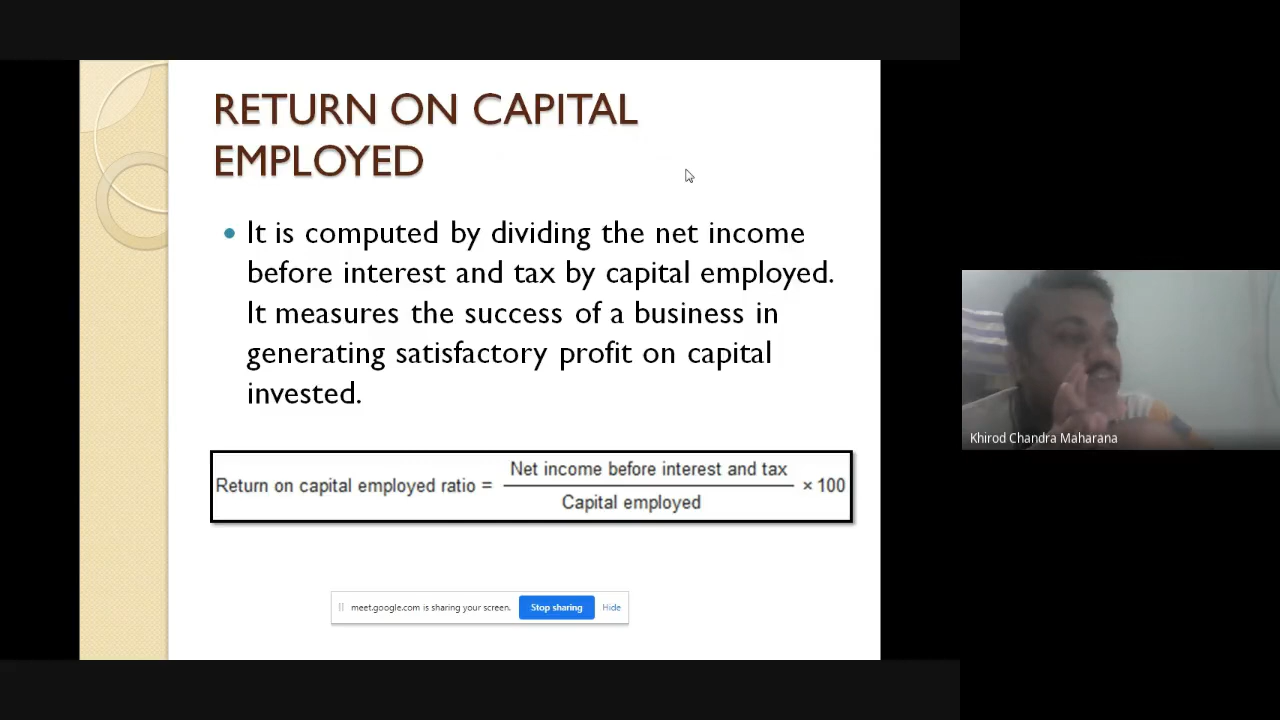 RETURN ON CAPITAL
EMPLOYED
• It is computed by dividing the net income
before interest and tax by capital employed.
It measures the success of a business in
generating satisfactory profit on capital
invested.
Return on capital employed ratio = Net income before interest and tax / Capital employed × 100
meet.google.com is sharing your screen. Stop sharing Hide
Khirod Chandra Maharana